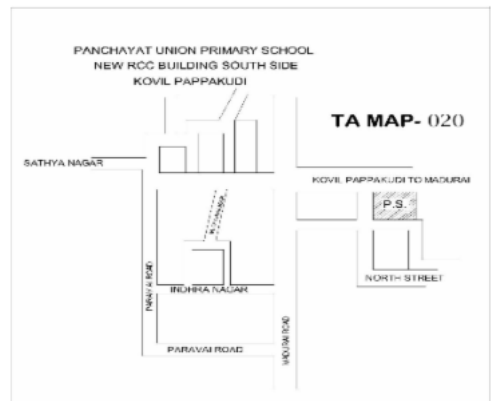 PANCHAYAT UNION PRIMARY SCHOOL
NEW RCC BUILDING SOUTH SIDE
KOVIL PAPPAKUDI
TA MAP- 020
SATHYA NAGAR
KOVIL PAPPAKUDI TO MADURAI
P.S.
NORTH STREET
PARAVAI ROAD
INDHRA NAGAR
MADURAI ROAD
PARAVAI ROAD